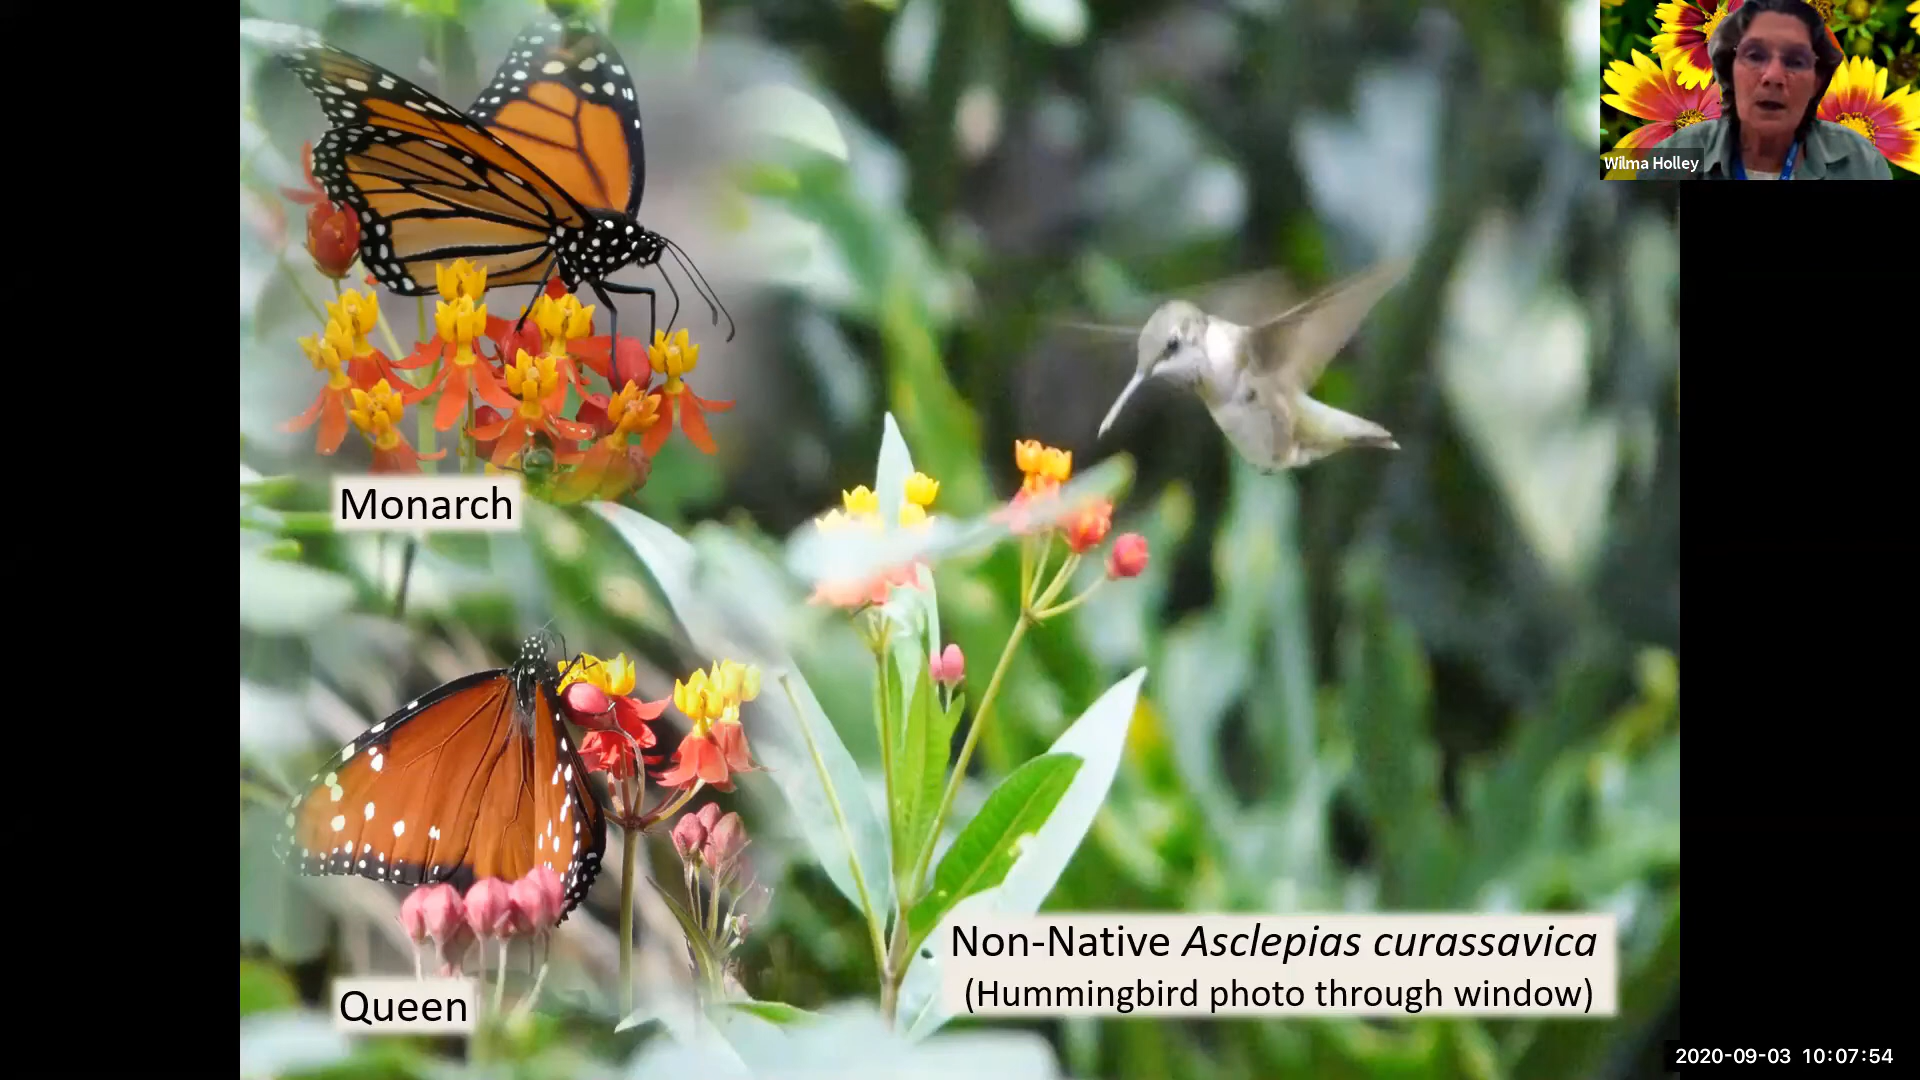 Wilma Holley
Monarch
Queen
Non-Native Asclepias curassavica
(Hummingbird photo through window)
2020-09-03 10:07:54